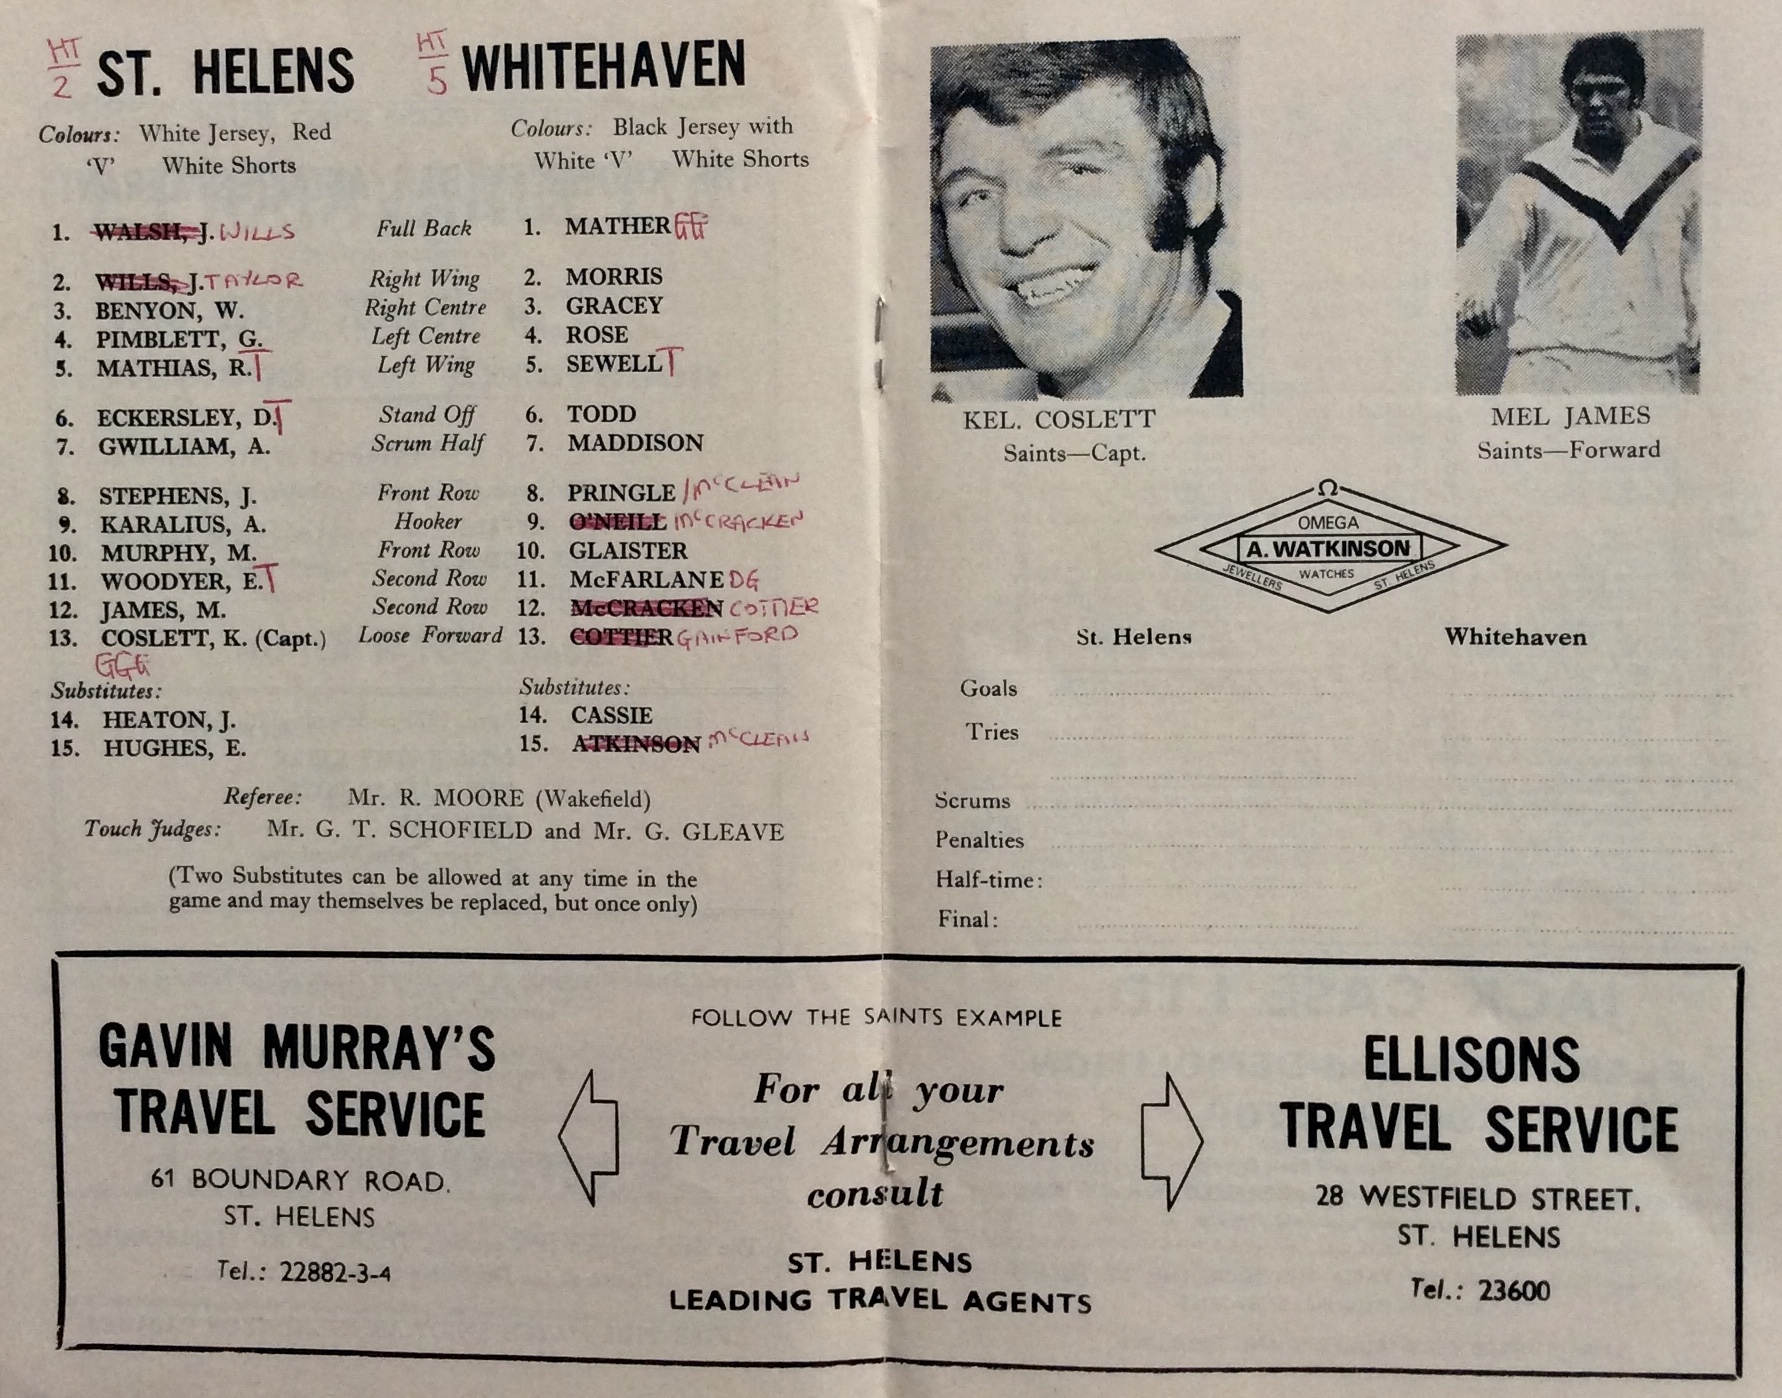 HT
2
ST. HELENS
Colours: White Jersey, Red
'V' White Shorts
HT
5
WHITEHAVEN
Colours: Black Jersey with
White 'V' White Shorts
1. WALSH, J. WILLS Full Back 1. MATHER GG
2. WILLS, J. TAYLOR Right Wing 2. MORRIS
3. BENYON, W. Right Centre 3. GRACEY
4. PIMBLETT, G. Left Centre 4. ROSE
5. MATHIAS, R. T Left Wing 5. SEWELL T
6. ECKERSLEY, D. T Stand Off 6. TODD
7. GWILLIAM, A. Scrum Half 7. MADDISON
8. STEPHENS, J. Front Row 8. PRINGLE / McCLEAN
9. KARALIUS, A. Hooker 9. O'NEILL McCRACKEN
10. MURPHY, M. Front Row 10. GLAISTER
11. WOODYER, E. T Second Row 11. McFARLANE DG
12. JAMES, M. Second Row 12. McCRACKEN COTTIER
13. COSLETT, K. (Capt.) Loose Forward 13. COTTIER GAINFORD
GGG
Substitutes: Substitutes:
14. HEATON, J. 14. CASSIE
15. HUGHES, E. 15. ATKINSON McCLEAN
Referee: Mr. R. MOORE (Wakefield)
Touch Judges: Mr. G. T. SCHOFIELD and Mr. G. GLEAVE
(Two Substitutes can be allowed at any time in the
game and may themselves be replaced, but once only)
KEL. COSLETT
Saints—Capt.
MEL JAMES
Saints—Forward
Ω
OMEGA
A. WATKINSON
JEWELLERS WATCHES ST. HELENS
St. Helens Whitehaven
Goals
Tries
Scrums
Penalties
Half-time:
Final:
GAVIN MURRAY'S
TRAVEL SERVICE
61 BOUNDARY ROAD.
ST. HELENS
Tel.: 22882-3-4
FOLLOW THE SAINTS EXAMPLE
For all your
Travel Arrangements
consult
ST. HELENS
LEADING TRAVEL AGENTS
ELLISONS
TRAVEL SERVICE
28 WESTFIELD STREET.
ST. HELENS
Tel.: 23600